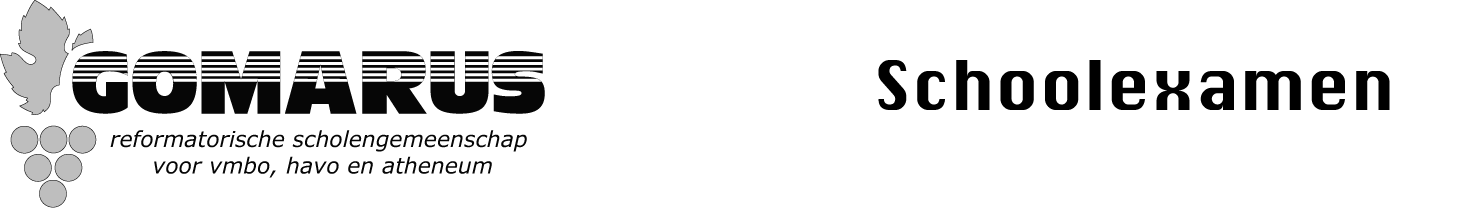 GOMARUS
Schoolexamen
reformatorische scholengemeenschap
voor vmbo, havo en atheneum